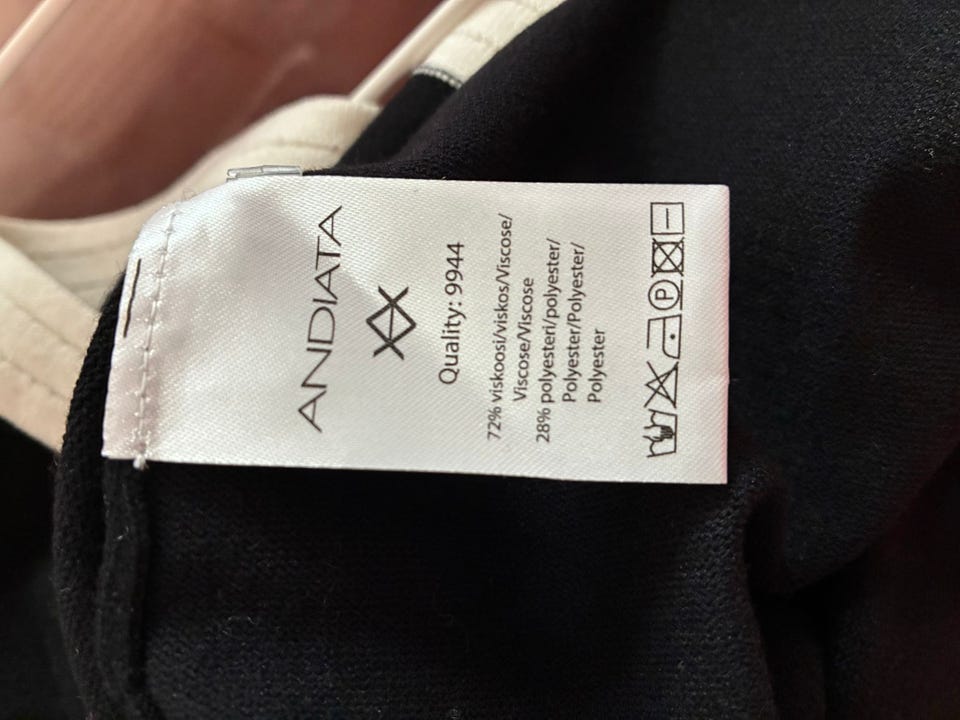 ANDIATA
Quality: 9944
72% viskoosi/viskos/Viscose/
Viscose/Viscose
28% polyesteri/polyester/
Polyester/Polyester/
Polyester
P